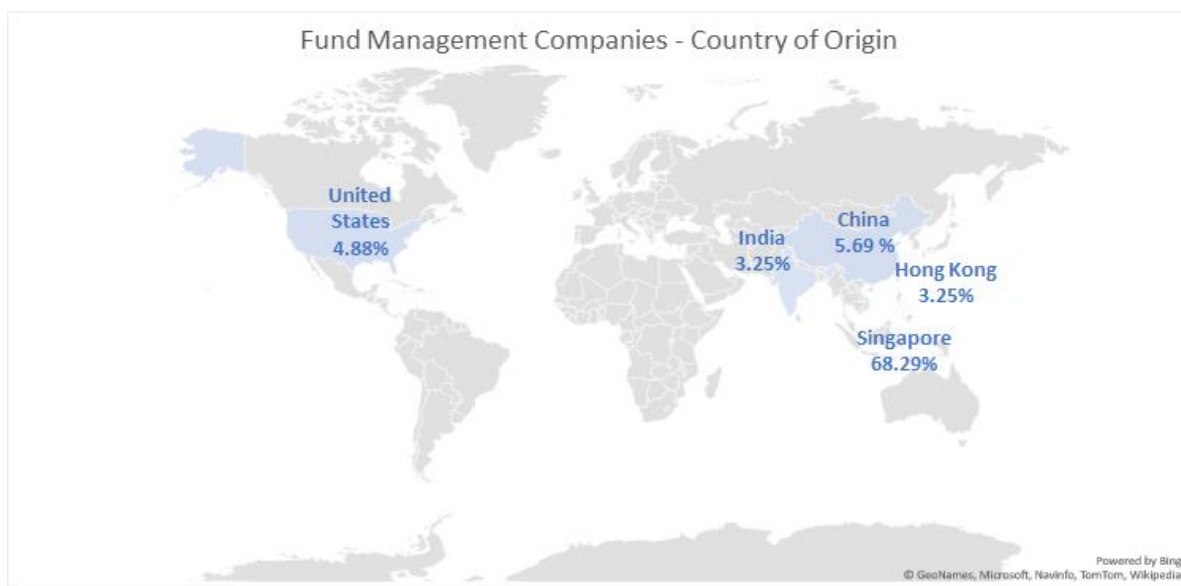 Fund Management Companies - Country of Origin
United
States
4.88%
India
3.25%
China
5.69 %
Hong Kong
3.25%
Singapore
68.29%
Powered by Bing
© GeoNames, Microsoft, Navinfo, TomTom, Wikipedia